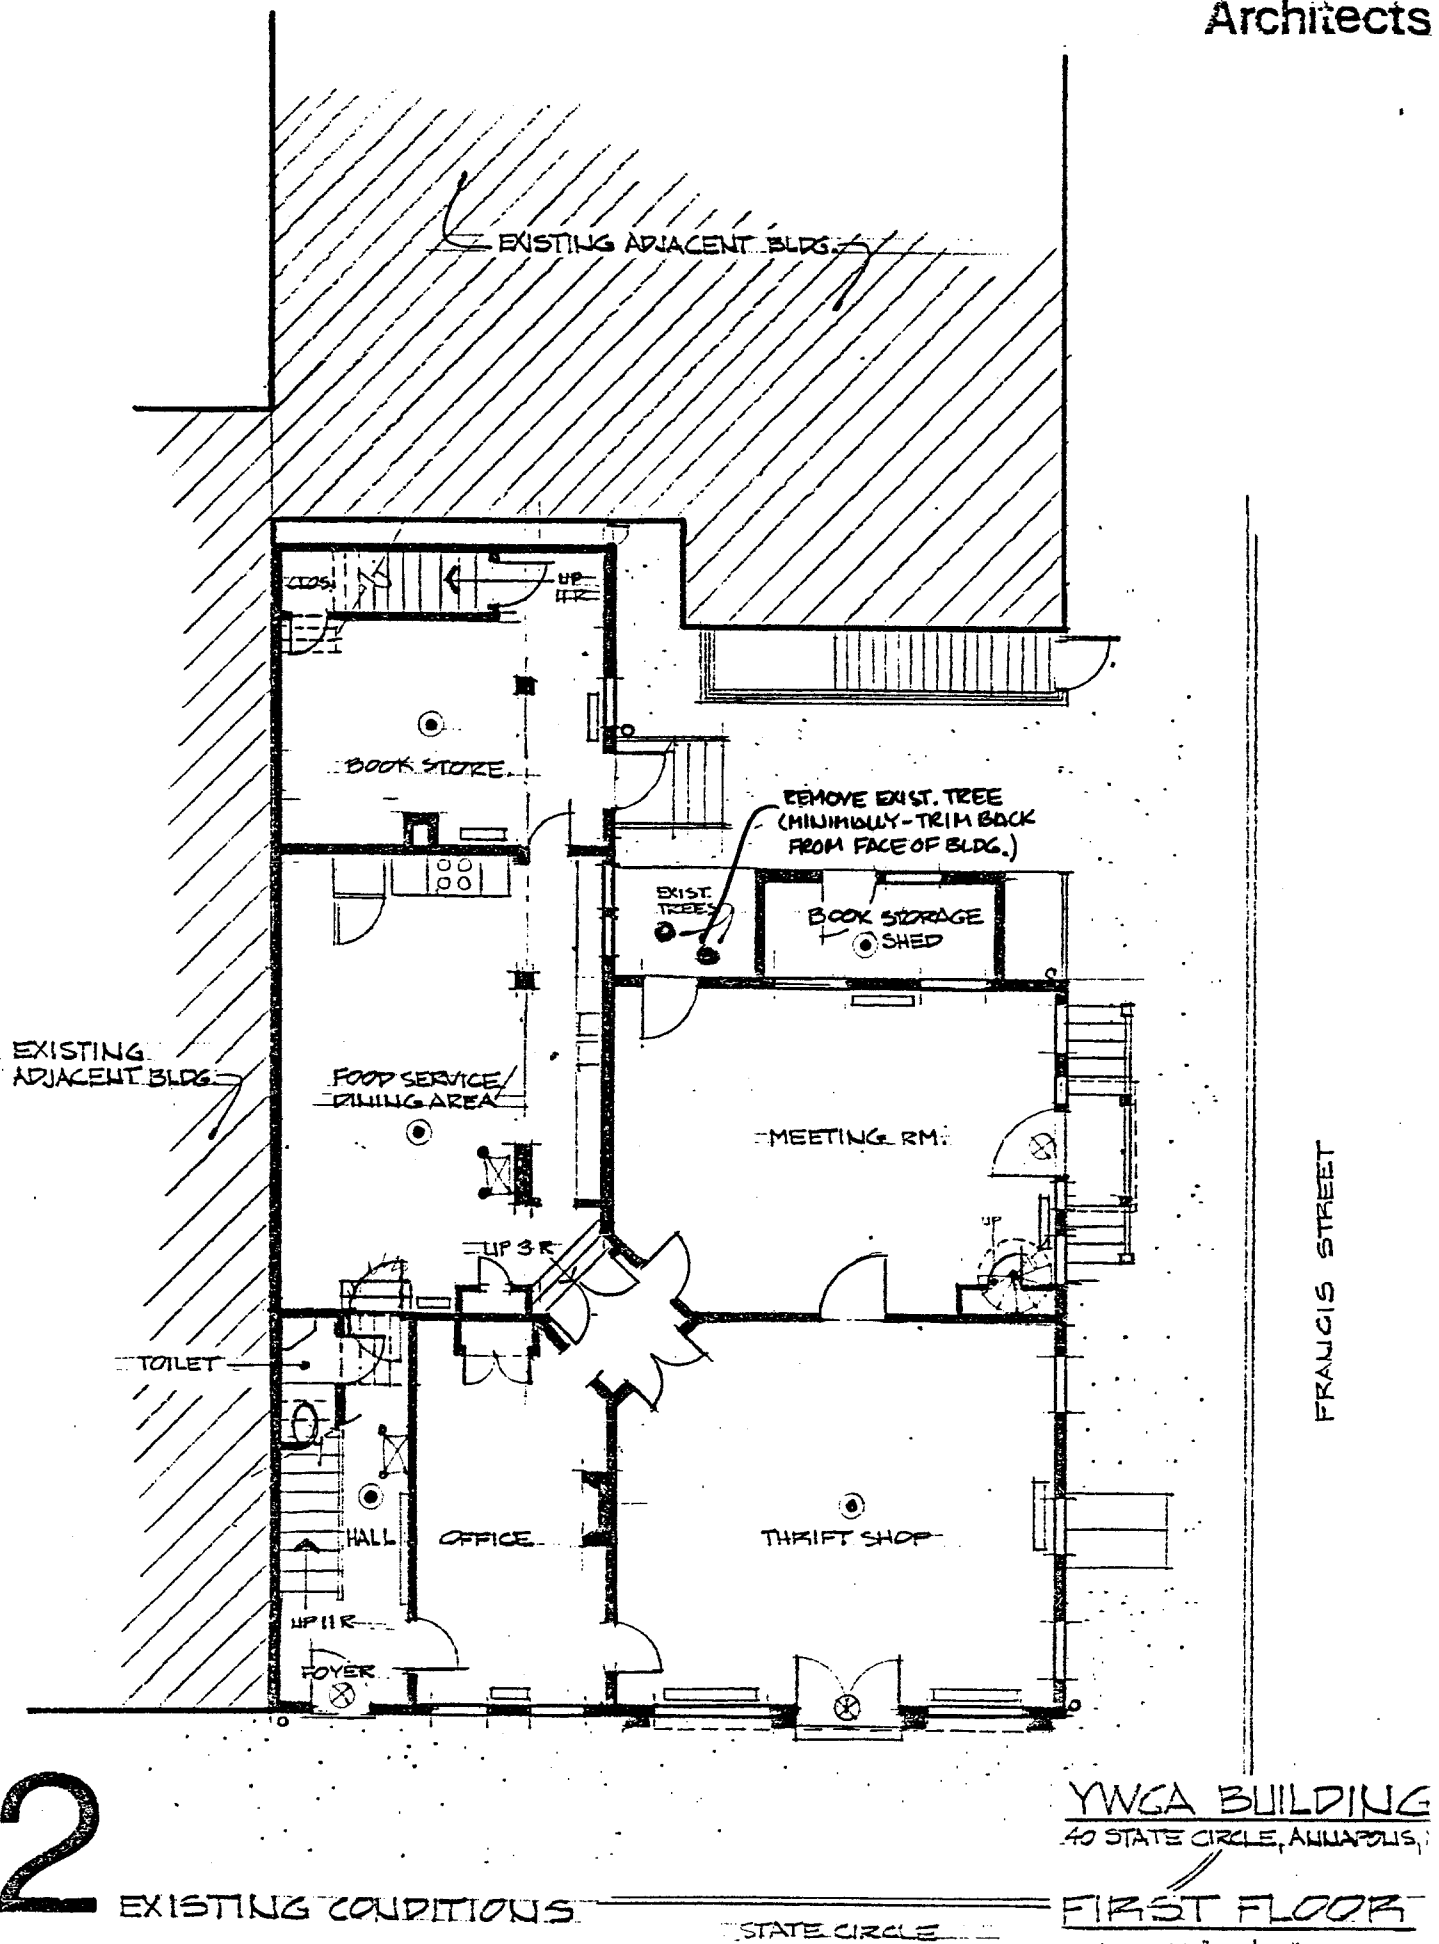 Architects
EXISTING ADJACENT BLDG.
CLOS.
UP
BOOK STORE
REMOVE EXIST. TREE
(MINIMALLY-TRIM BACK
FROM FACE OF BLDG.)
EXIST.
TREES
BOOK STORAGE
SHED
EXISTING
ADJACENT BLDG.
FOOD SERVICE/
DINING AREA
MEETING RM.
UP
UP 3 R
TOILET
FRANCIS STREET
HALL
OFFICE
THRIFT SHOP
UP 11 R
FOYER
2
EXISTING CONDITIONS
STATE CIRCLE
YWCA BUILDING
40 STATE CIRCLE, ANNAPOLIS,
FIRST FLOOR